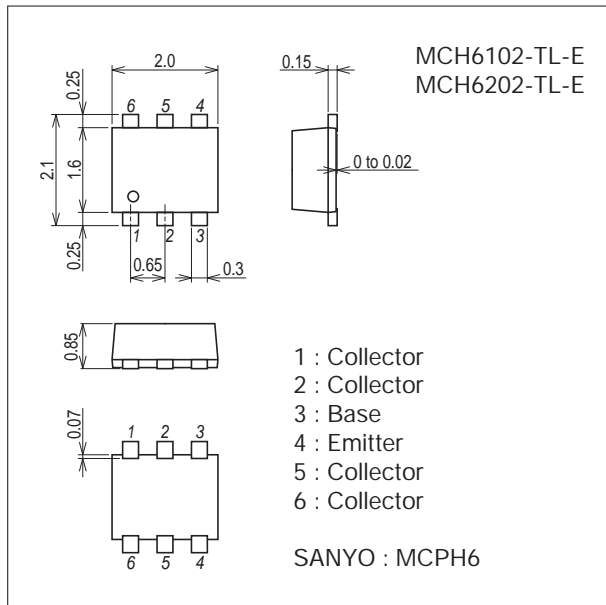 MCH6102-TL-E
MCH6202-TL-E
2.0
0.15
0.25
6 5 4
2.1
1.6
0 to 0.02
0.25
1 2 3
0.65
0.3
0.85
1 : Collector
2 : Collector
3 : Base
4 : Emitter
5 : Collector
6 : Collector
0.07
1 2 3
6 5 4
SANYO : MCPH6